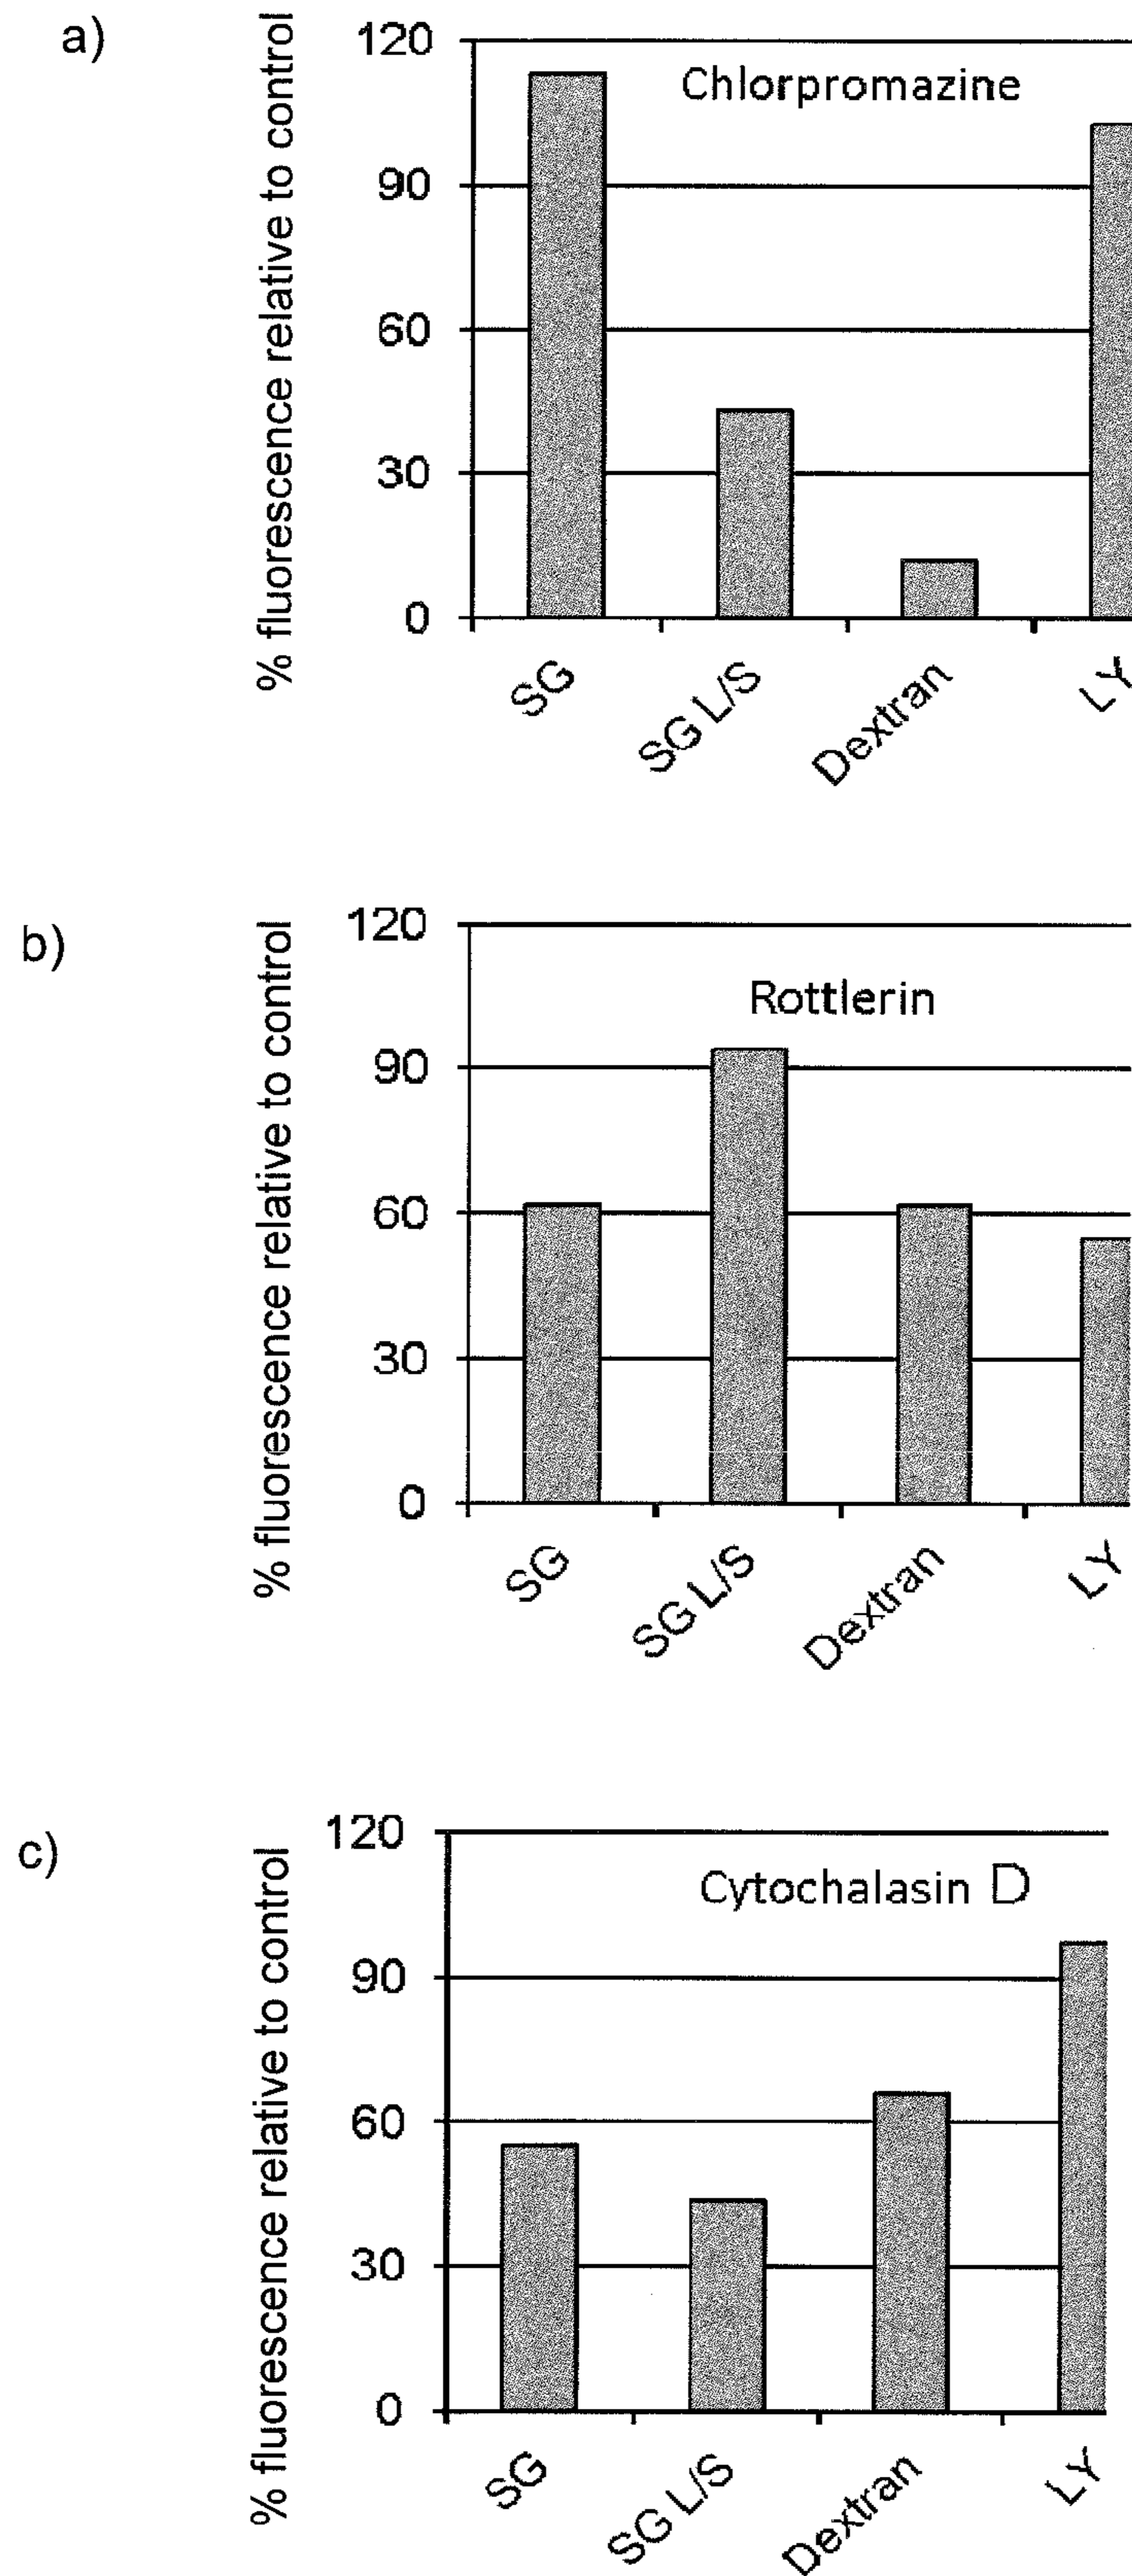 a)
% fluorescence relative to control
120
90
60
30
0
Chlorpromazine
SG
SG L/S
Dextran
LY
b)
% fluorescence relative to control
120
90
60
30
0
Rottlerin
SG
SG L/S
Dextran
LY
c)
% fluorescence relative to control
120
90
60
30
0
Cytochalasin D
SG
SG L/S
Dextran
LY